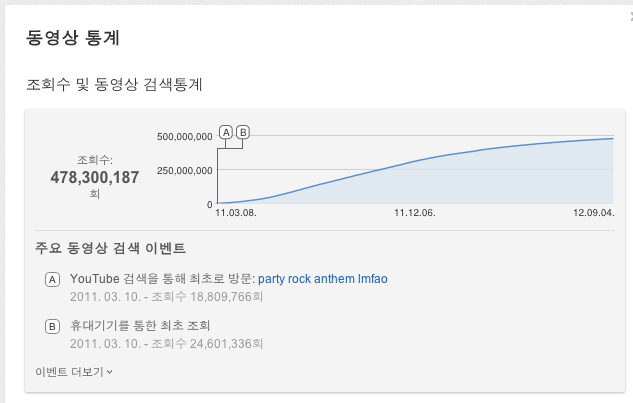 동영상 통계
조회수 및 동영상 검색통계
조회수:
478,300,187
회
500,000,000
250,000,000
0
A B
11.03.08. 11.12.06. 12.09.04.
주요 동영상 검색 이벤트
A YouTube 검색을 통해 최초로 방문: party rock anthem lmfao
2011. 03. 10. - 조회수 18,809,766회
B 휴대기기를 통한 최초 조회
2011. 03. 10. - 조회수 24,601,336회
이벤트 더보기